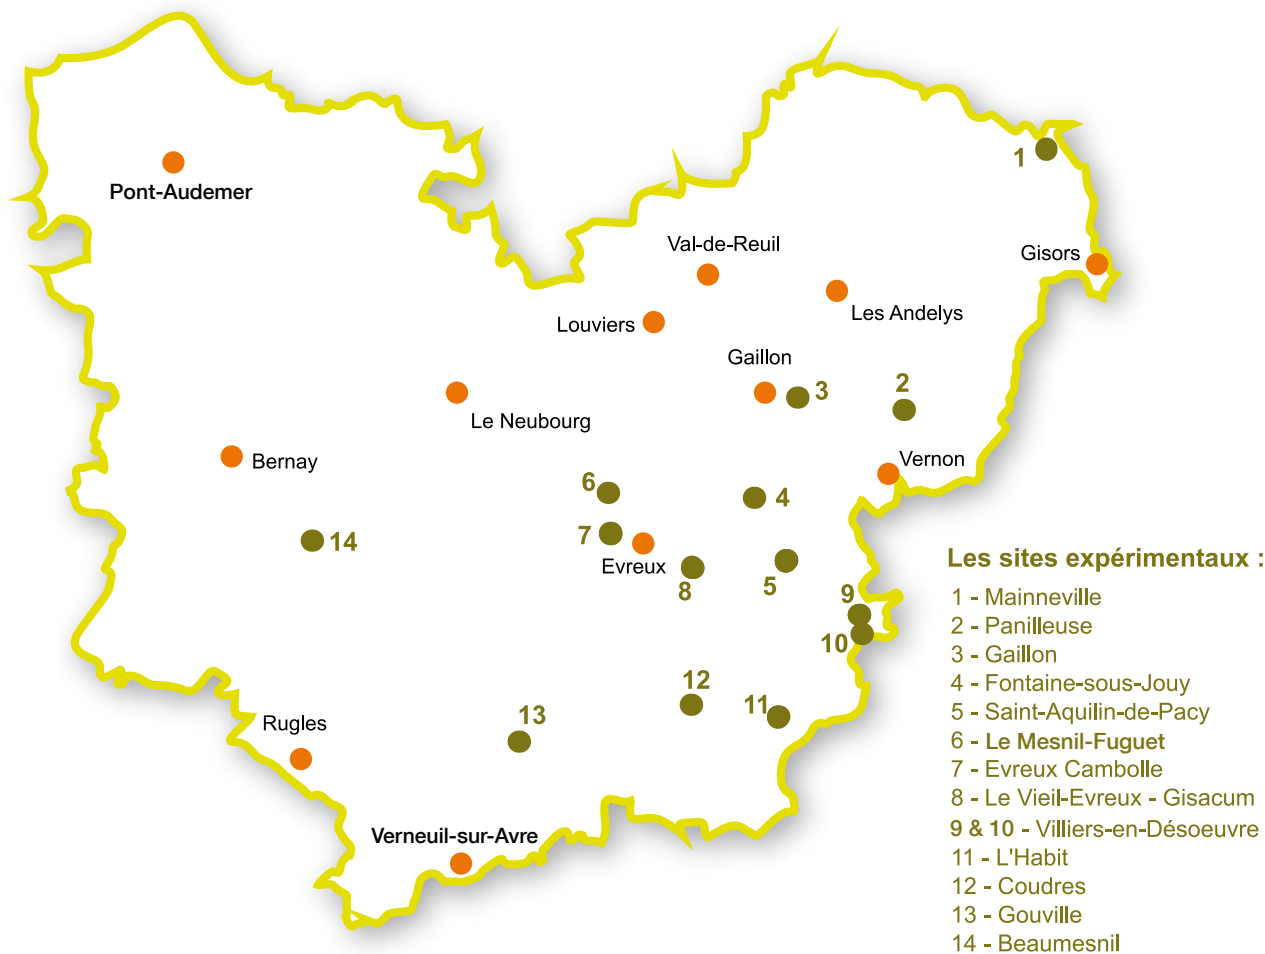 1
Pont-Audemer
Val-de-Reuil
Gisors
Les Andelys
Louviers
Gaillon
3
2
Le Neubourg
Bernay
Vernon
6
4
7
14
Evreux
8
5
9
10
12
11
13
Rugles
Verneuil-sur-Avre
Les sites expérimentaux :
1 - Mainneville
2 - Panilleuse
3 - Gaillon
4 - Fontaine-sous-Jouy
5 - Saint-Aquilin-de-Pacy
6 - Le Mesnil-Fuguet
7 - Evreux Cambolle
8 - Le Vieil-Evreux - Gisacum
9 & 10 - Villiers-en-Désoeuvre
11 - L'Habit
12 - Coudres
13 - Gouville
14 - Beaumesnil